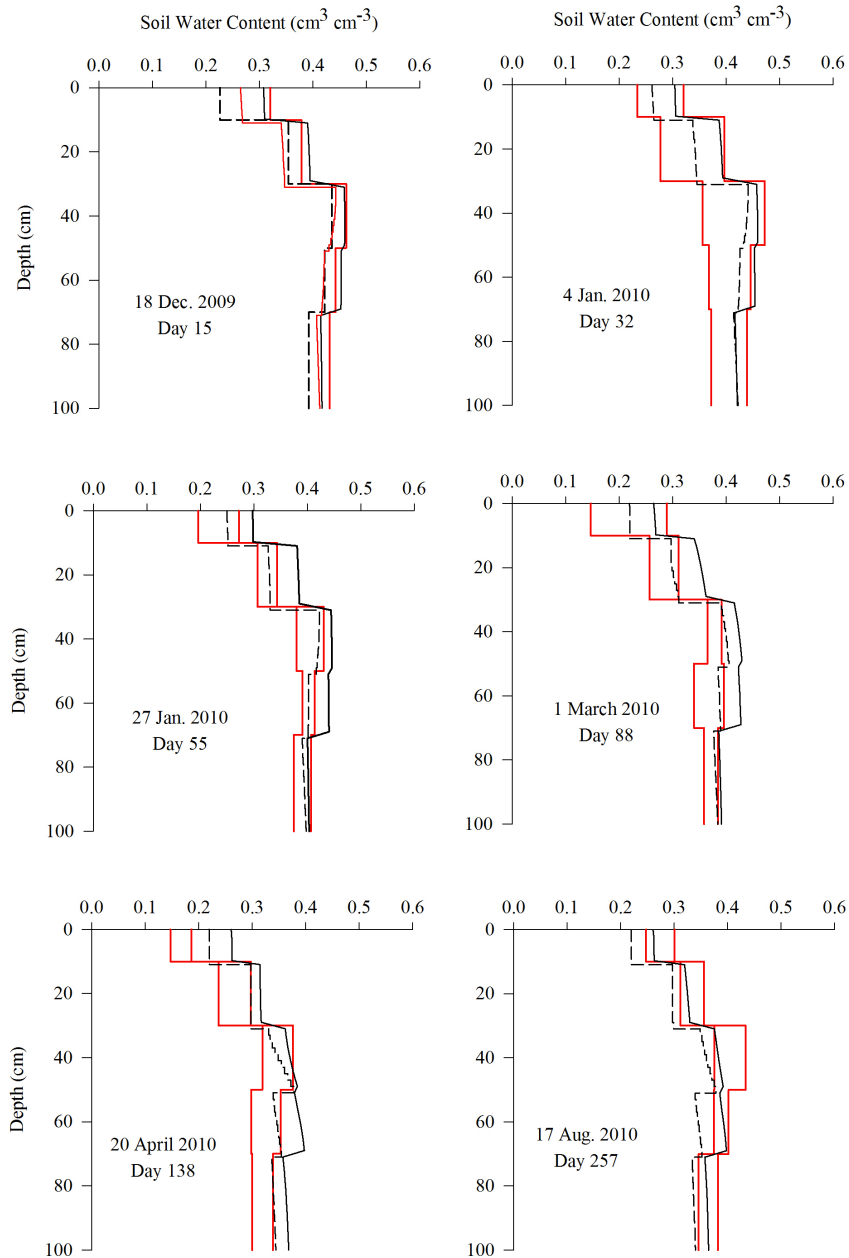 Soil Water Content (cm³ cm⁻³)
Soil Water Content (cm³ cm⁻³)
0.0 0.1 0.2 0.3 0.4 0.5 0.6
0
20
40
60
80
100
Depth (cm)
18 Dec. 2009
Day 15
0.0 0.1 0.2 0.3 0.4 0.5 0.6
0
20
40
60
80
100
4 Jan. 2010
Day 32
0.0 0.1 0.2 0.3 0.4 0.5 0.6
0
20
40
60
80
100
Depth (cm)
27 Jan. 2010
Day 55
0.0 0.1 0.2 0.3 0.4 0.5 0.6
0
20
40
60
80
100
1 March 2010
Day 88
0.0 0.1 0.2 0.3 0.4 0.5 0.6
0
20
40
60
80
100
Depth (cm)
20 April 2010
Day 138
0.0 0.1 0.2 0.3 0.4 0.5 0.6
0
20
40
60
80
100
17 Aug. 2010
Day 257